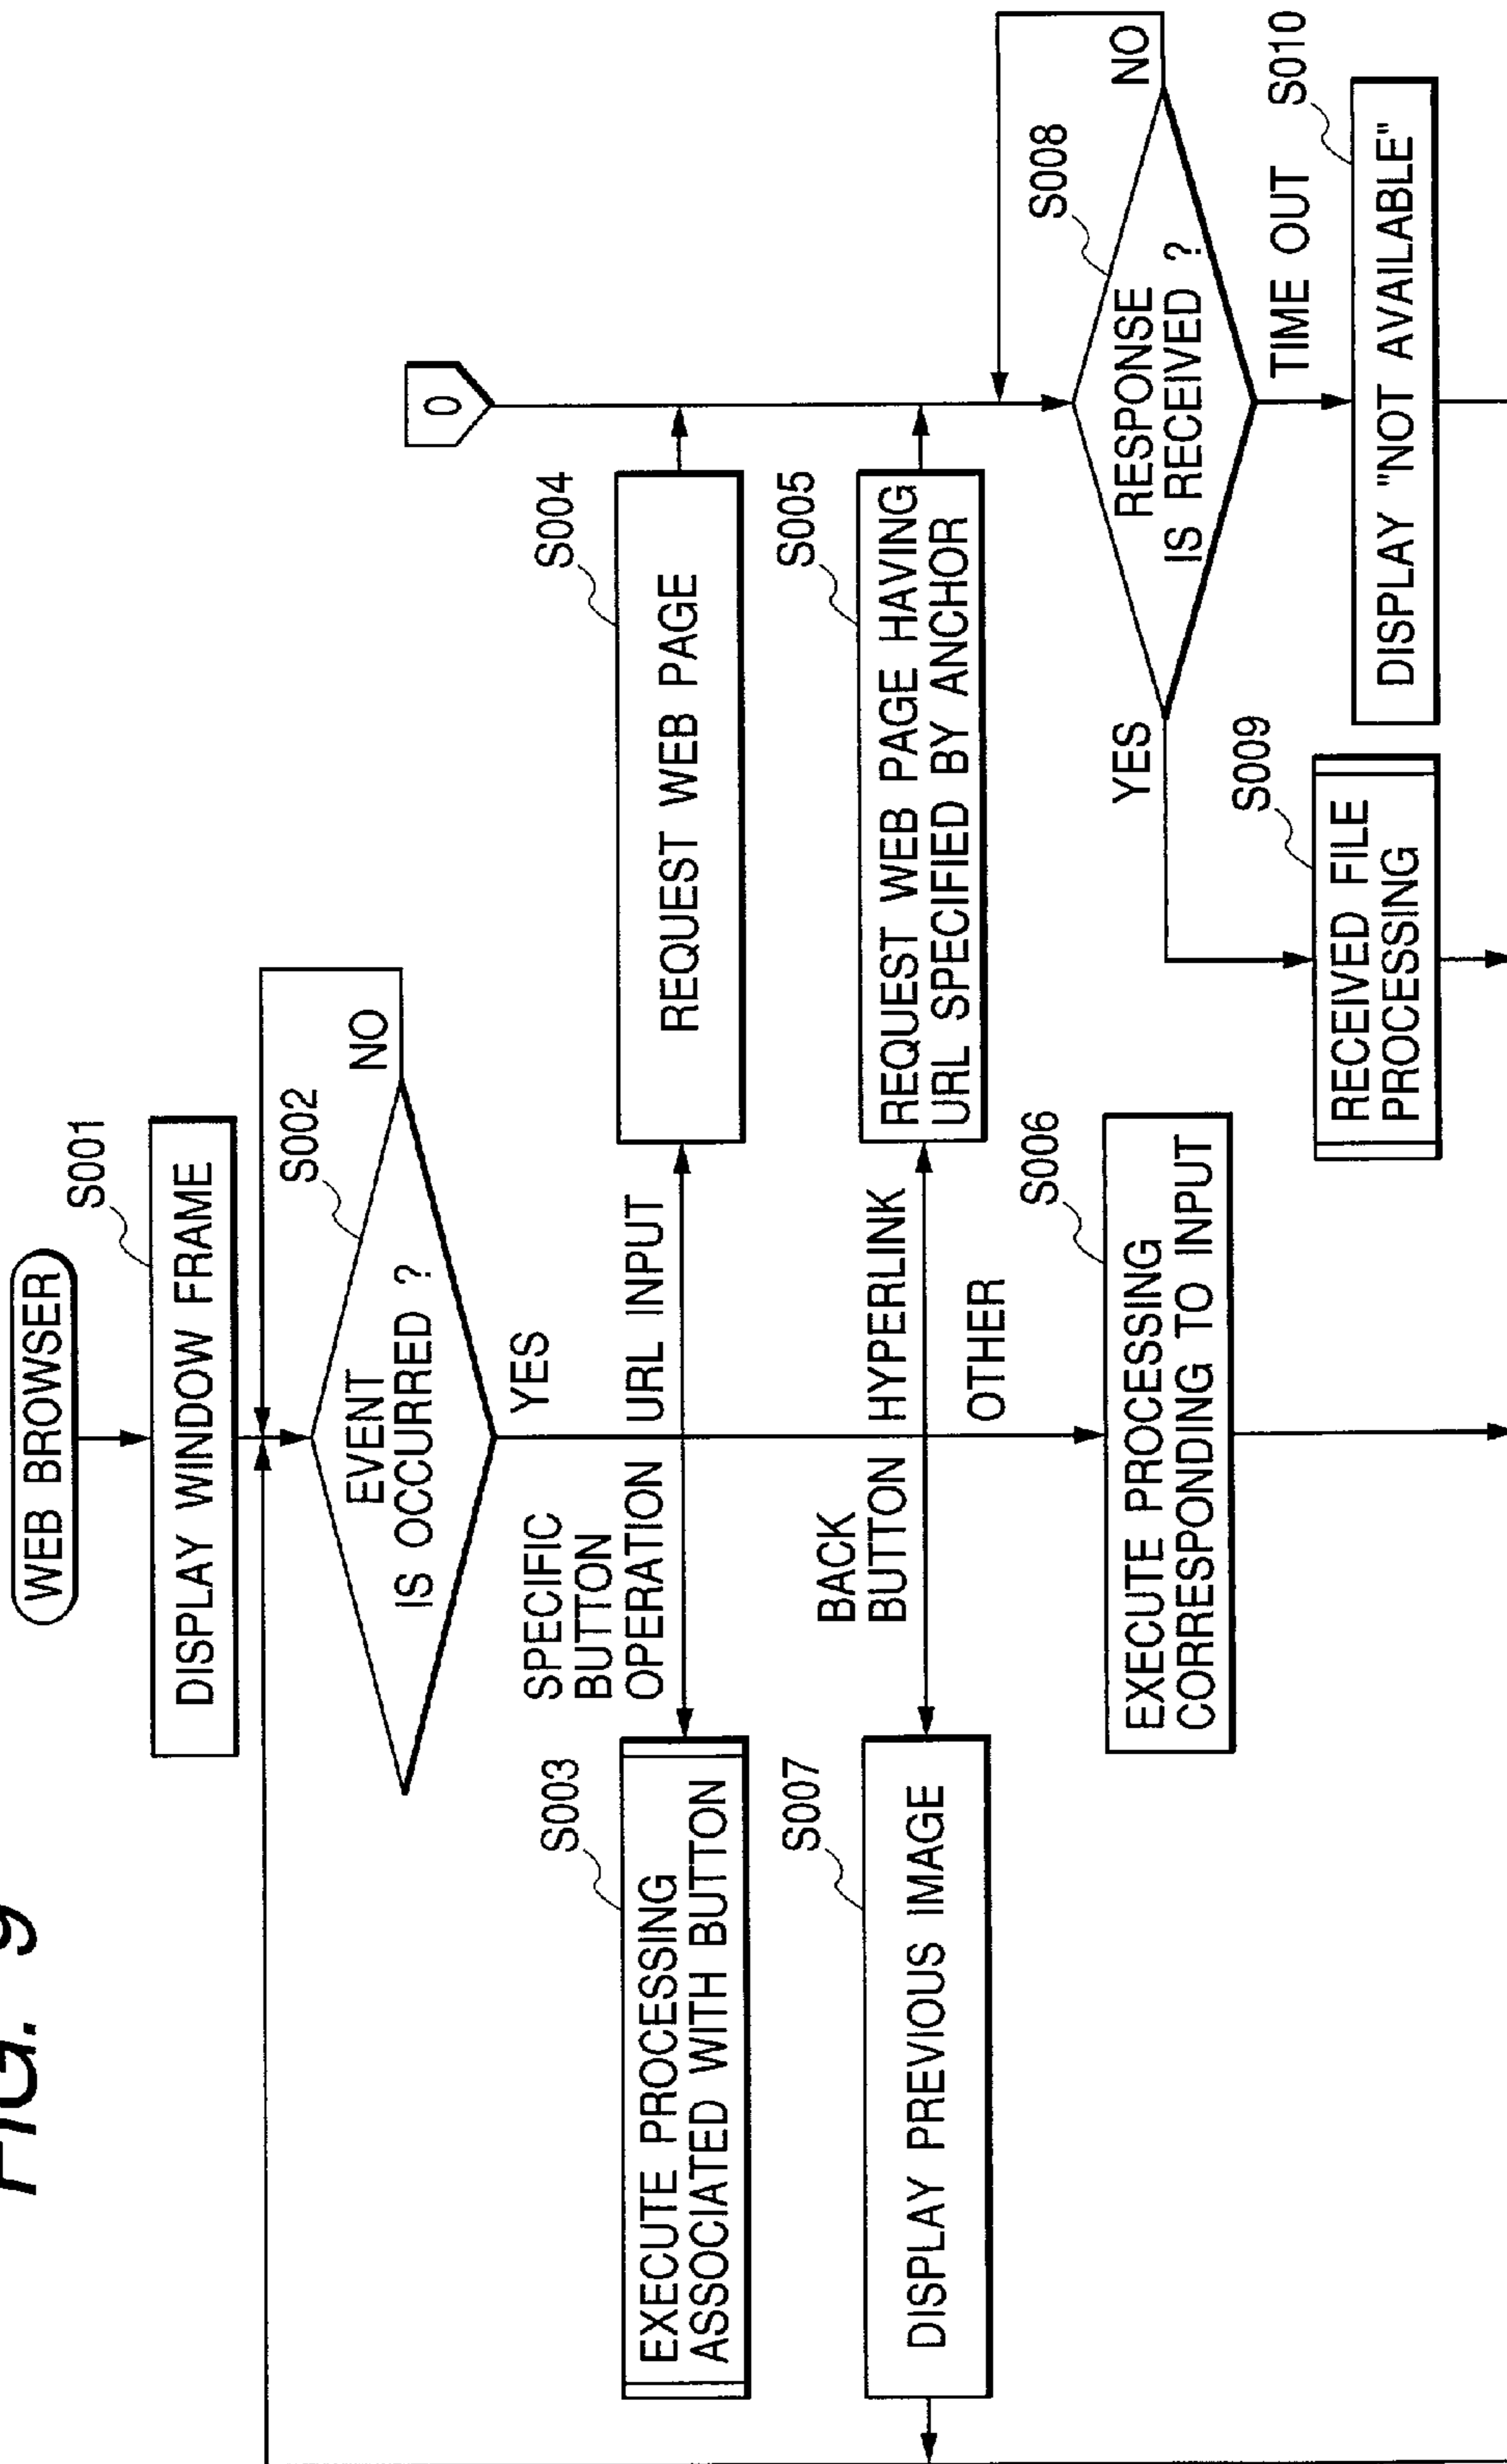 FIG. 9
WEB BROWSER
S001
DISPLAY WINDOW FRAME
S002
EVENT
IS OCCURRED ?
NO
YES
SPECIFIC
BUTTON
OPERATION
URL INPUT
S003
EXECUTE PROCESSING
ASSOCIATED WITH BUTTON
S004
REQUEST WEB PAGE
0
BACK
BUTTON
HYPERLINK
S007
DISPLAY PREVIOUS IMAGE
S005
REQUEST WEB PAGE HAVING
URL SPECIFIED BY ANCHOR
OTHER
S006
EXECUTE PROCESSING
CORRESPONDING TO INPUT
S008
RESPONSE
IS RECEIVED ?
NO
YES
TIME OUT
S009
RECEIVED FILE
PROCESSING
S010
DISPLAY "NOT AVAILABLE"